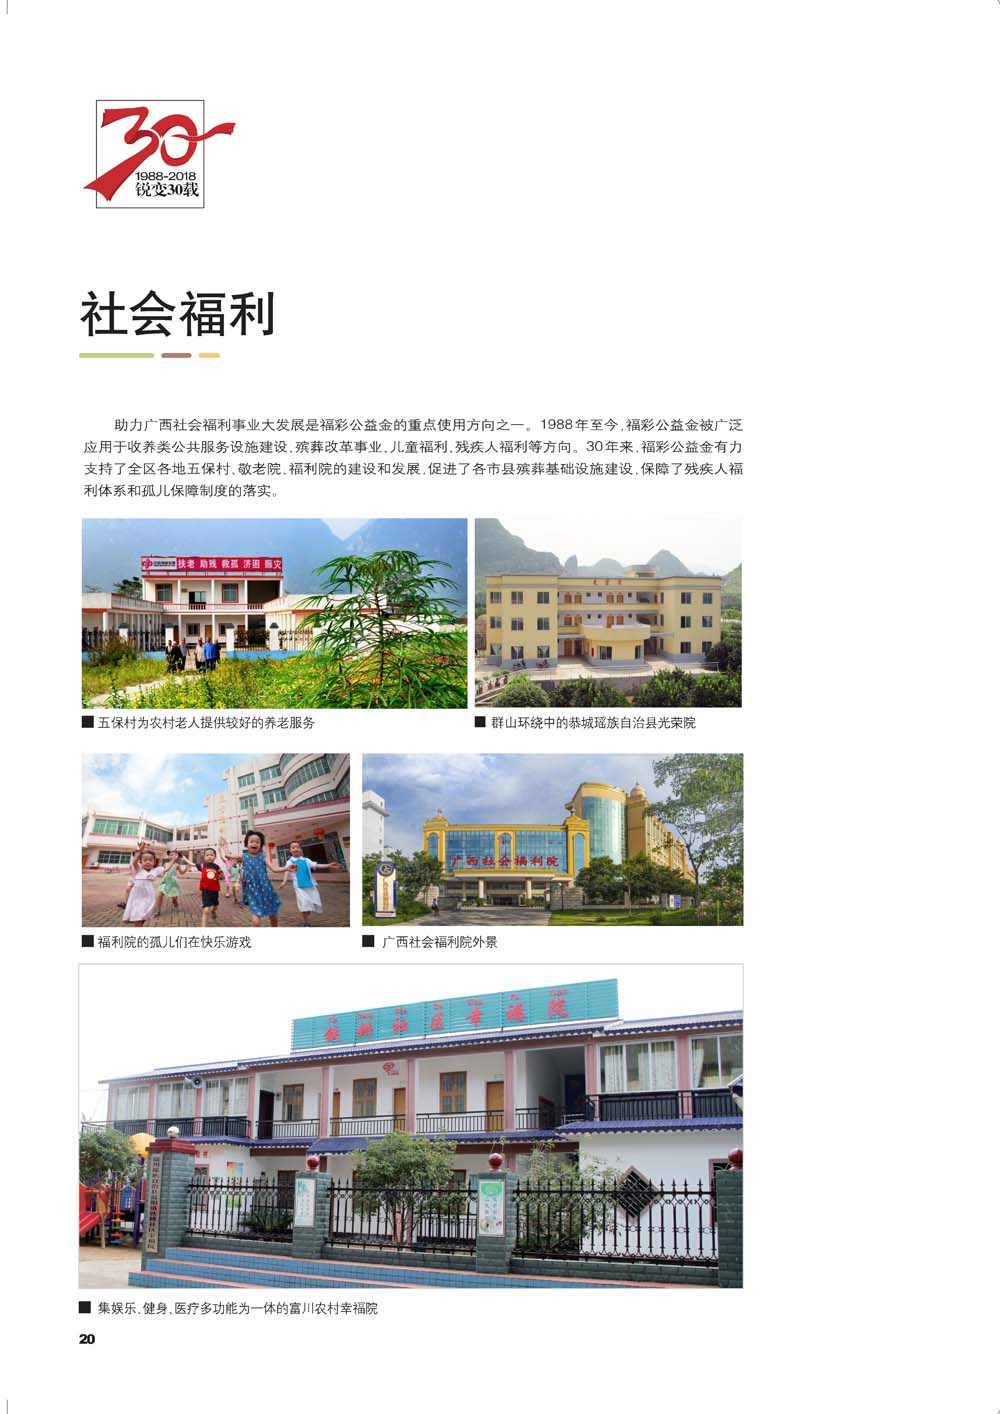 30
1988-2018
锐变30载
社会福利
助力广西社会福利事业大发展是福彩公益金的重点使用方向之一。1988年至今,福彩公益金被广泛
应用于收养类公共服务设施建设、殡葬改革事业、儿童福利、残疾人福利等方向。30年来,福彩公益金有力
支持了全区各地五保村、敬老院、福利院的建设和发展,促进了各市县殡葬基础设施建设,保障了残疾人福
利体系和孤儿保障制度的落实。
扶老 助残 救孤 济困 赈灾
光荣院
■ 五保村为农村老人提供较好的养老服务
■ 群山环绕中的恭城瑶族自治县光荣院
广西社会福利院
■ 福利院的孤儿们在快乐游戏
■ 广西社会福利院外景
社区幸福院
■ 集娱乐、健身、医疗多功能为一体的富川农村幸福院
20